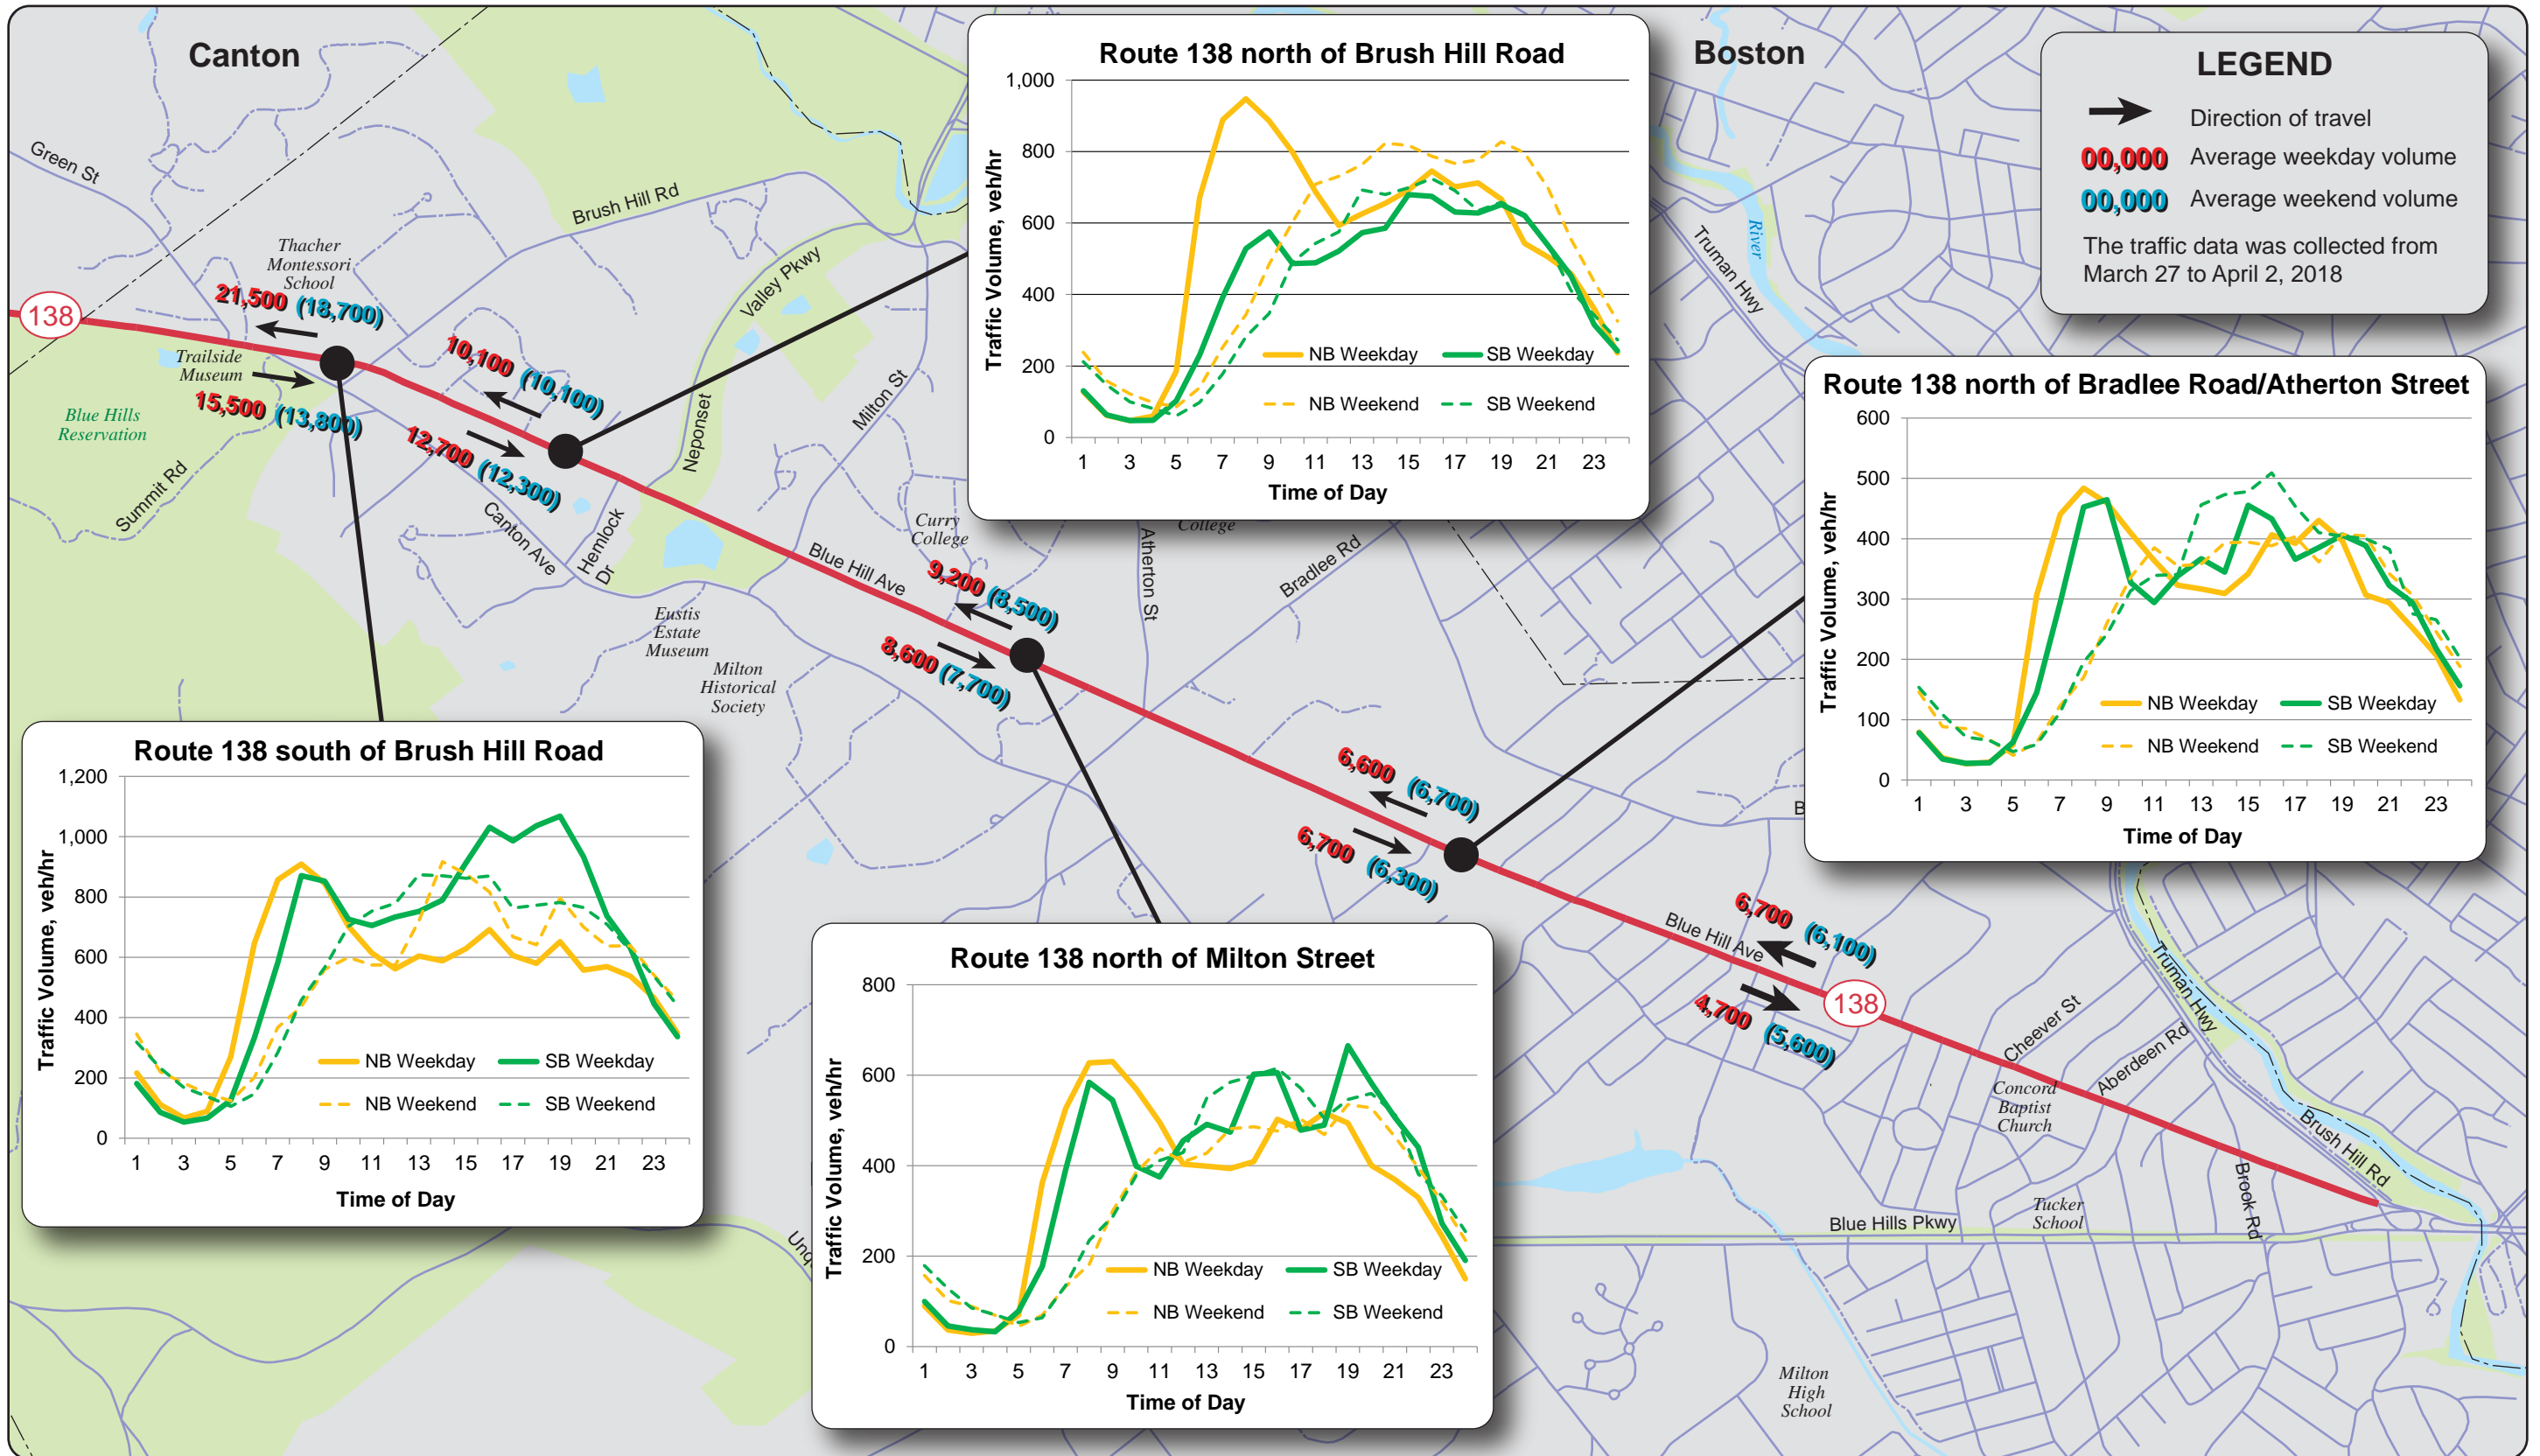 Canton
Boston
Green St
Thacher
Montessori
School
Brush Hill Rd
Valley Pkwy
Neponset
Milton St
138
21,500 (18,700)
Trailside
Museum
15,500 (13,800)
Blue Hills
Reservation
Summit Rd
10,100 (10,100)
12,700 (12,300)
Canton Ave
Hemlock
Dr
Eustis
Estate
Museum
Milton
Historical
Society
Blue Hill Ave
Curry
College
9,200 (8,500)
8,600 (7,700)
College
Atherton St
Bradlee Rd
Truman Hwy
River
6,600 (6,700)
6,700 (6,300)
Blue Hill Ave
6,700 (6,100)
4,700 (5,600)
138
B
Truman Hwy
Cheever St
Aberdeen Rd
Concord
Baptist
Church
Brush Hill Rd
Brook Rd
Tucker
School
Blue Hills Pkwy
Unq
Milton
High
School
LEGEND
Direction of travel
00,000 Average weekday volume
00,000 Average weekend volume
The traffic data was collected from
March 27 to April 2, 2018
Route 138 north of Brush Hill Road
Traffic Volume, veh/hr
1,000
800
600
400
200
0
NB Weekday SB Weekday
NB Weekend SB Weekend
1 3 5 7 9 11 13 15 17 19 21 23
Time of Day
Route 138 north of Bradlee Road/Atherton Street
Traffic Volume, veh/hr
600
500
400
300
200
100
0
NB Weekday SB Weekday
NB Weekend SB Weekend
1 3 5 7 9 11 13 15 17 19 21 23
Time of Day
Route 138 south of Brush Hill Road
Traffic Volume, veh/hr
1,200
1,000
800
600
400
200
0
NB Weekday SB Weekday
NB Weekend SB Weekend
1 3 5 7 9 11 13 15 17 19 21 23
Time of Day
Route 138 north of Milton Street
Traffic Volume, veh/hr
800
600
400
200
0
NB Weekday SB Weekday
NB Weekend SB Weekend
1 3 5 7 9 11 13 15 17 19 21 23
Time of Day